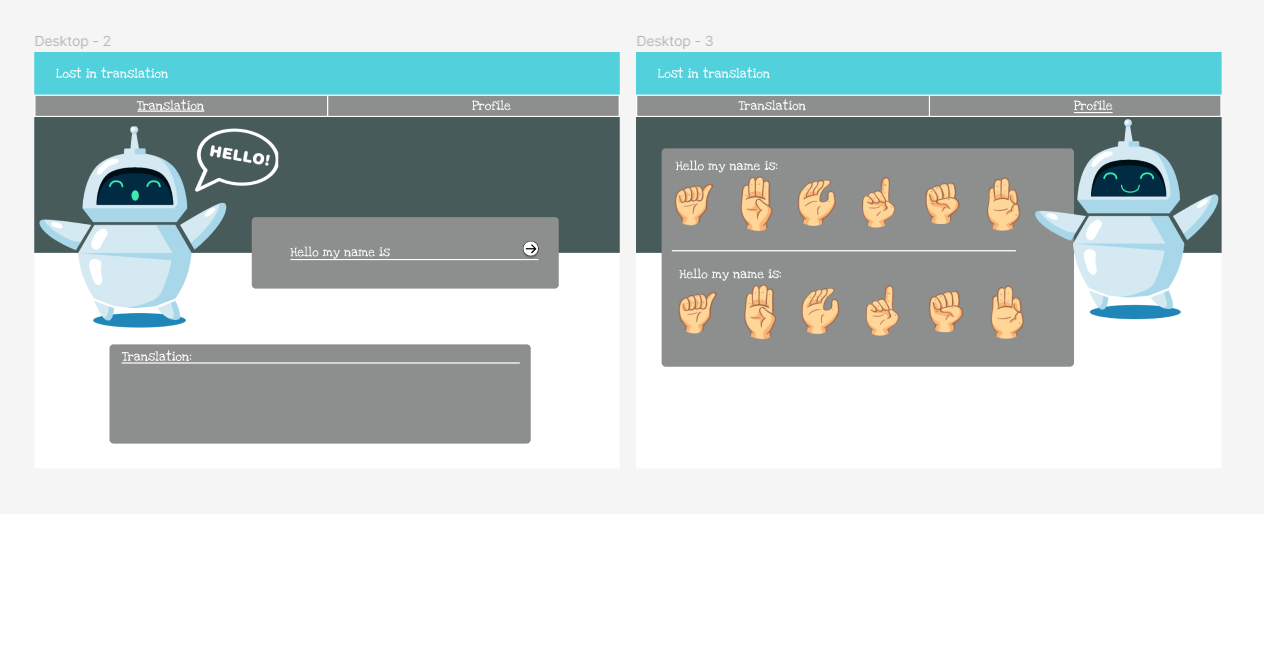 Desktop - 2
Lost in translation
Translation
Profile
HELLO!
Hello my name is
Translation:
Desktop - 3
Lost in translation
Translation
Profile
Hello my name is:
Hello my name is: